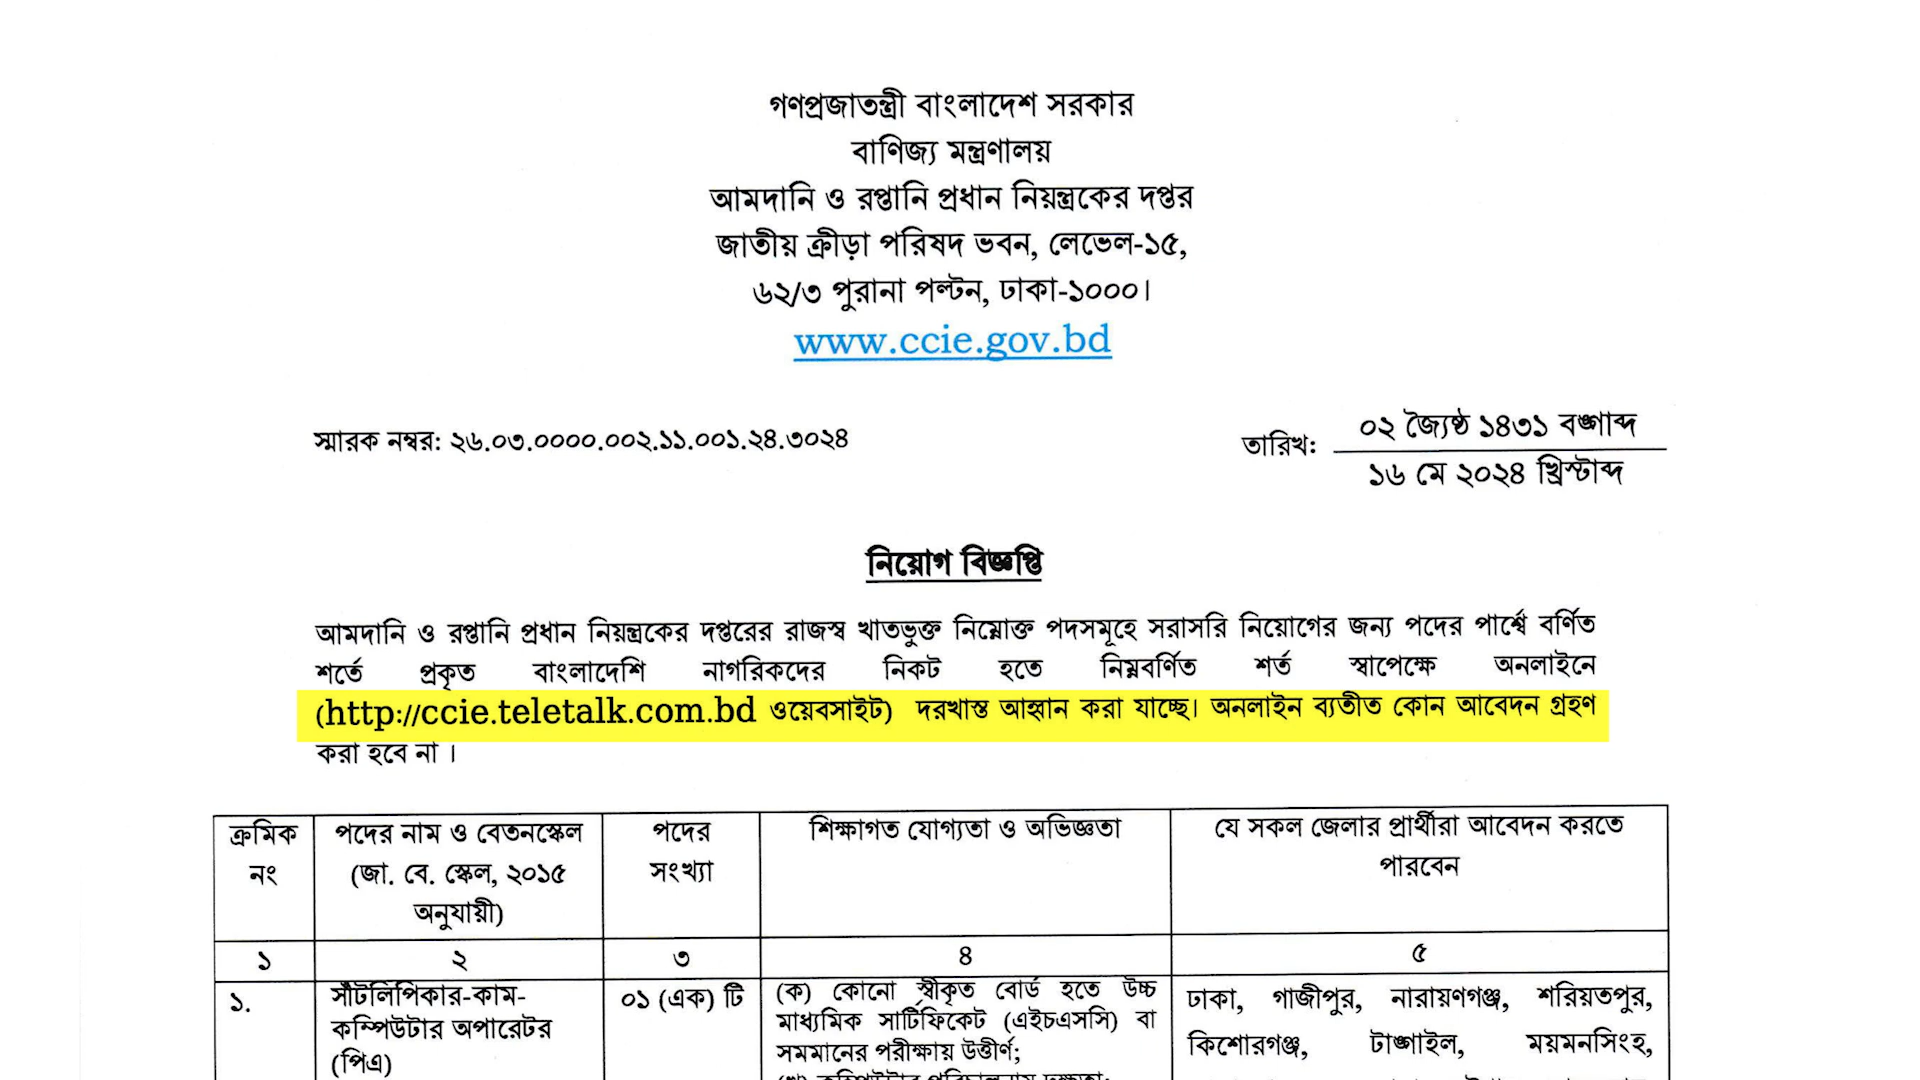 গণপ্রজাতন্ত্রী বাংলাদেশ সরকার
বাণিজ্য মন্ত্রণালয়
আমদানি ও রপ্তানি প্রধান নিয়ন্ত্রকের দপ্তর
জাতীয় ক্রীড়া পরিষদ ভবন, লেভেল-১৫,
৬২/৩ পুরানা পল্টন, ঢাকা-১০০০।
www.ccie.gov.bd
স্মারক নম্বর: ২৬.০৩.০০০০.০০২.১১.০০১.২৪.৩০২৪
তারিখ:
০২ জ্যৈষ্ঠ ১৪৩১ বঙ্গাব্দ
১৬ মে ২০২৪ খ্রিস্টাব্দ
নিয়োগ বিজ্ঞপ্তি
আমদানি ও রপ্তানি প্রধান নিয়ন্ত্রকের দপ্তরের রাজস্ব খাতভুক্ত নিম্নোক্ত পদসমূহে সরাসরি নিয়োগের জন্য পদের পার্শ্বে বর্ণিত
শর্তে প্রকৃত বাংলাদেশি নাগরিকদের নিকট হতে নিম্নবর্ণিত শর্ত স্বাপেক্ষে অনলাইনে
(http://ccie.teletalk.com.bd ওয়েবসাইট) দরখাস্ত আহ্বান করা যাচ্ছে। অনলাইন ব্যতীত কোন আবেদন গ্রহণ
করা হবে না ।
ক্রমিক
নং
পদের নাম ও বেতনস্কেল
(জা. বে. স্কেল, ২০১৫
অনুযায়ী)
পদের
সংখ্যা
শিক্ষাগত যোগ্যতা ও অভিজ্ঞতা
যে সকল জেলার প্রার্থীরা আবেদন করতে
পারবেন
১
২
৩
৪
৫
১.
সাঁটলিপিকার-কাম-
কম্পিউটার অপারেটর
(পিএ)
০১ (এক) টি
(ক) কোনো স্বীকৃত বোর্ড হতে উচ্চ
মাধ্যমিক সার্টিফিকেট (এইচএসসি) বা
সমমানের পরীক্ষায় উত্তীর্ণ;
ঢাকা, গাজীপুর, নারায়ণগঞ্জ, শরিয়তপুর,
কিশোরগঞ্জ, টাঙ্গাইল, ময়মনসিংহ,